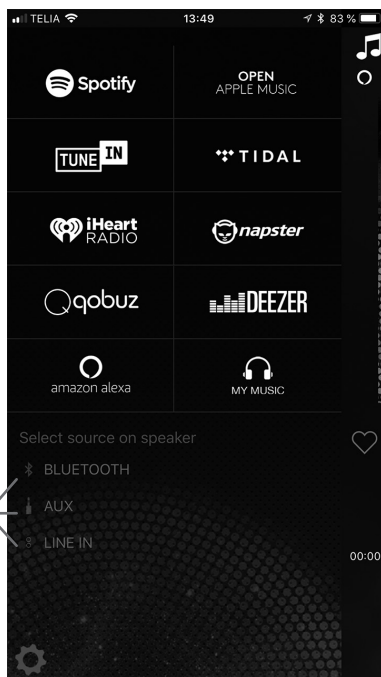 TELIA 13:49 83 %
Spotify
OPEN
APPLE MUSIC
TUNE IN
TIDAL
iHeart
RADIO
napster
qobuz
DEEZER
amazon alexa
MY MUSIC
Select source on speaker
BLUETOOTH
AUX
LINE IN
00:00